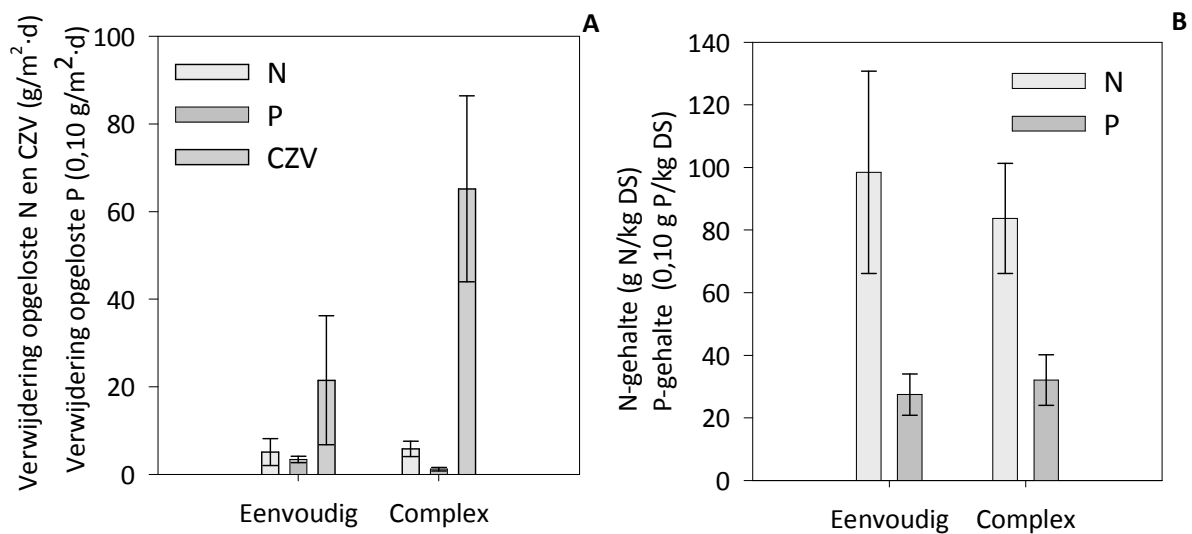 A
Verwijdering opgeloste N en CZV (g/m²·d)
Verwijdering opgeloste P (0,10 g/m²·d)
100
80
60
40
20
0
N
P
CZV
Eenvoudig Complex
B
N-gehalte (g N/kg DS)
P-gehalte (0,10 g P/kg DS)
140
120
100
80
60
40
20
0
N
P
Eenvoudig Complex